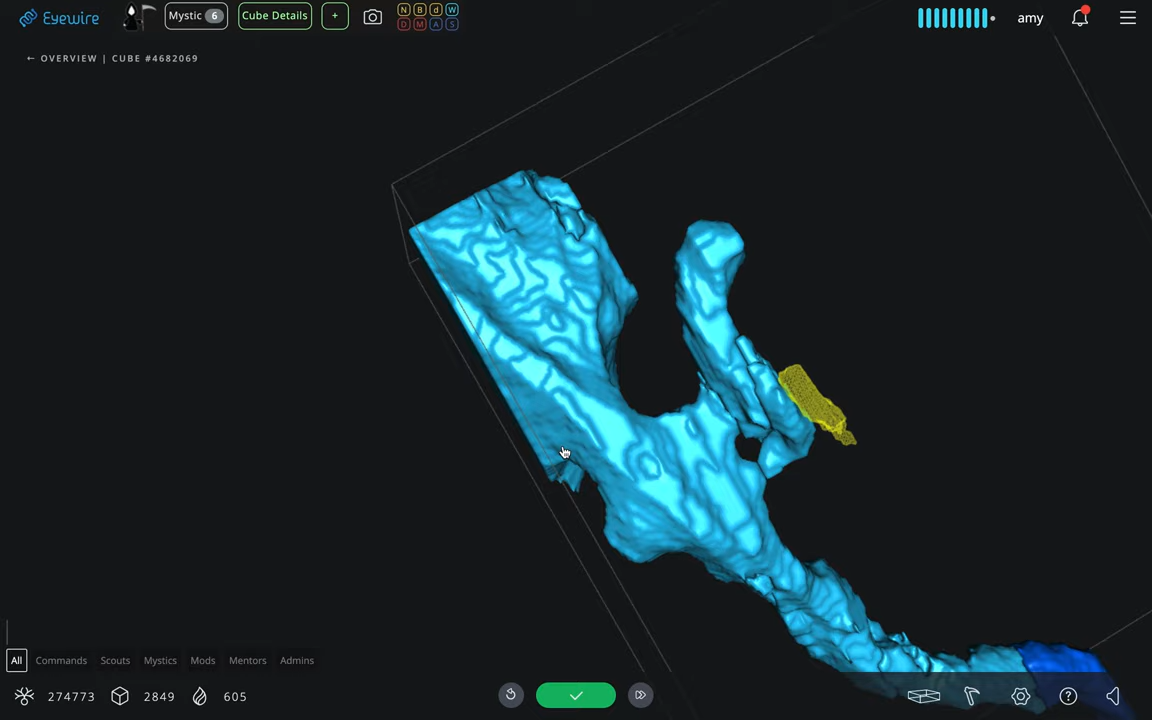 Eyewire Mystic 6 Cube Details + N B d W amy
D M A S
← OVERVIEW | CUBE #4682069
All Commands Scouts Mystics Mods Mentors Admins
274773 2849 605